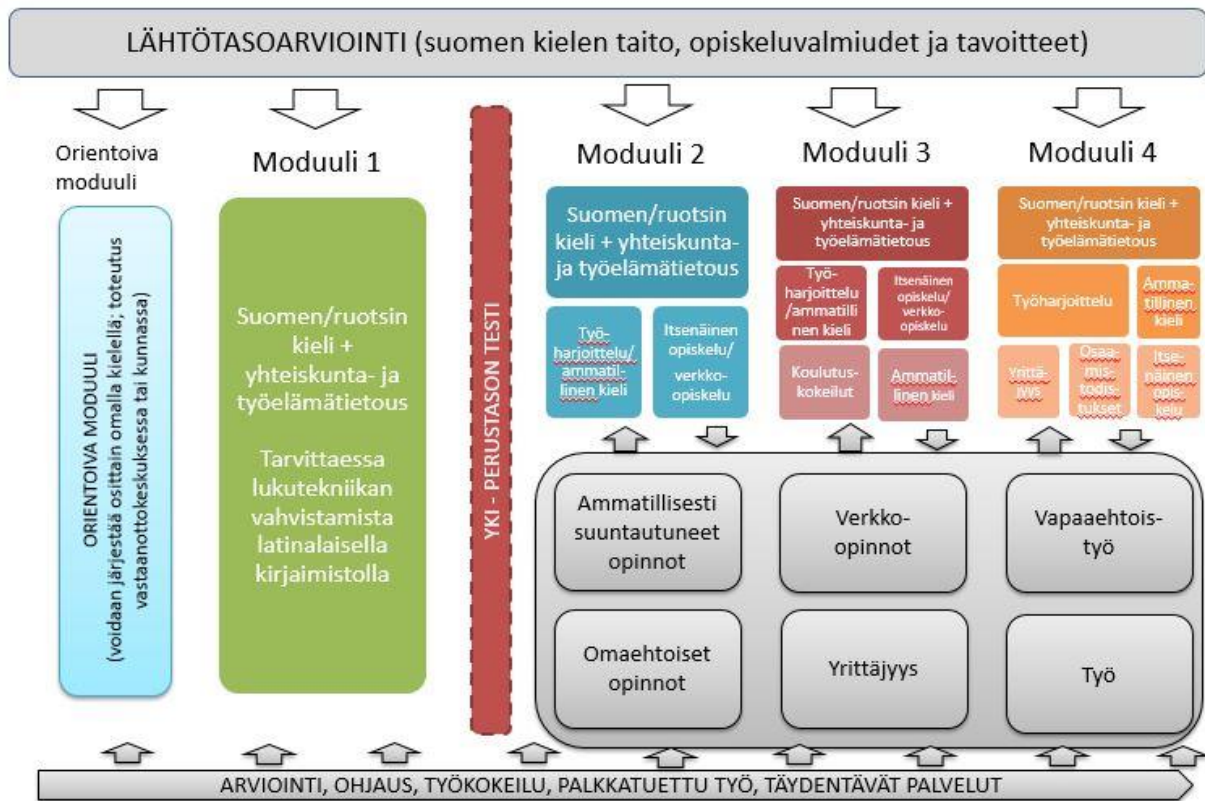 LÄHTÖTASOARVIOINTI (suomen kielen taito, opiskeluvalmiudet ja tavoitteet)
Orientoiva
moduuli
ORIENTOIVA MODUULI
(voidaan järjestää osittain omalla kielellä; toteutus
vastaanottokeskuksessa tai kunnassa)
Moduuli 1
Suomen/ruotsin
kieli +
yhteiskunta- ja
työelämätietous
Tarvittaessa
lukutekniikan
vahvistamista
latinalaisella
kirjaimistolla
YKI - PERUSTASON TESTI
Moduuli 2
Suomen/ruotsin
kieli + yhteiskunta-
ja työelämätietous
Työ-
harjoittelu/
ammatil-
linen kieli
Itsenäinen
opiskelu/
verkko-
opiskelu
Moduuli 3
Suomen/ruotsin kieli +
yhteiskunta- ja
työelämätietous
Työ-
harjoittelu
/ammatilli
nen kieli
Itsenäinen
opiskelu/
verkko-
opiskelu
Koulutus-
kokeilut
Ammatil-
linen kieli
Moduuli 4
Suomen/ruotsin kieli +
yhteiskunta- ja
työelämätietous
Työharjoittelu
Amma-
tillinen
kieli
Yrittä-
jyys
Osaa-
mis-
todis-
tukset
Itse-
näinen
opis-
kelu
Ammatillisesti
suuntautuneet
opinnot
Verkko-
opinnot
Vapaaehtois-
työ
Omaehtoiset
opinnot
Yrittäjyys
Työ
ARVIOINTI, OHJAUS, TYÖKOKEILU, PALKKATUETTU TYÖ, TÄYDENTÄVÄT PALVELUT